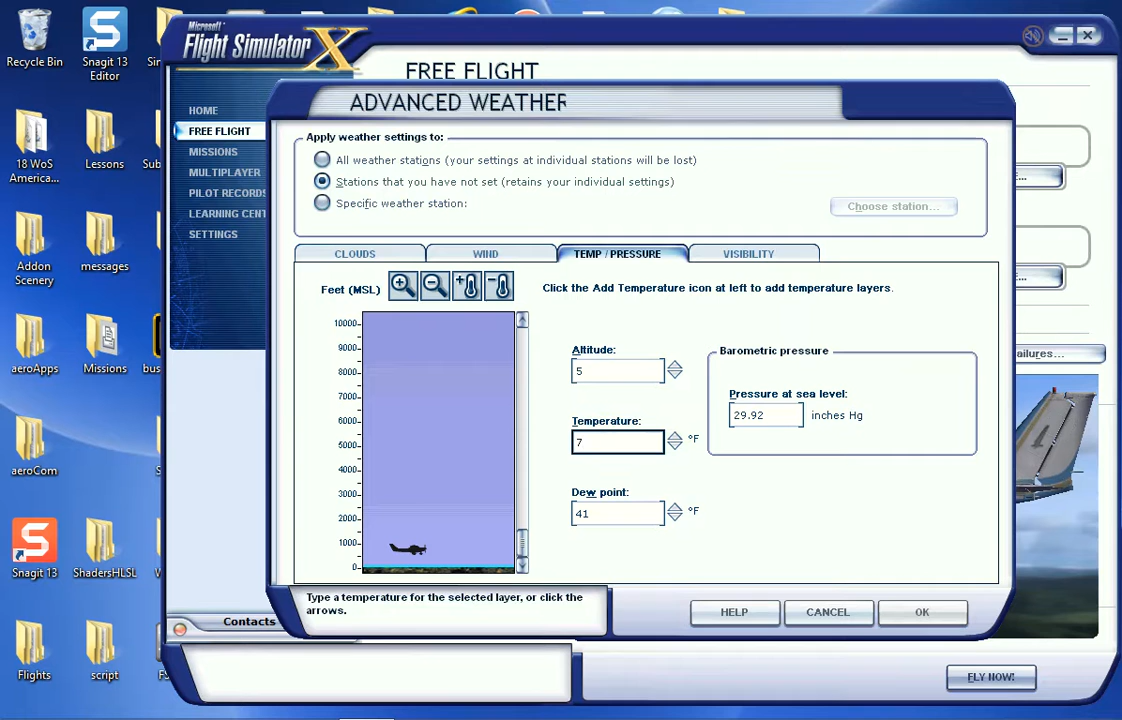 Recycle Bin
Snagit 13
Editor
18 WoS
America...
Lessons
Addon
Scenery
messages
aeroApps
Missions
aeroCom
Snagit 13
ShadersHLSL
Flights
script
Microsoft
Flight Simulator X
FREE FLIGHT
HOME
FREE FLIGHT
MISSIONS
MULTIPLAYER
PILOT RECORDS
LEARNING CENT
SETTINGS
ADVANCED WEATHER
Apply weather settings to:
All weather stations (your settings at individual stations will be lost)
Stations that you have not set (retains your individual settings)
Specific weather station:
Choose station...
CLOUDS
WIND
TEMP / PRESSURE
VISIBILITY
Feet (MSL)
Click the Add Temperature icon at left to add temperature layers.
10000
9000
8000
7000
6000
5000
4000
3000
2000
1000
0
Altitude:
5
Temperature:
7 °F
Dew point:
41 °F
Barometric pressure
Pressure at sea level:
29.92 inches Hg
Type a temperature for the selected layer, or click the
arrows.
HELP
CANCEL
OK
ailures...
Contacts
FLY NOW!